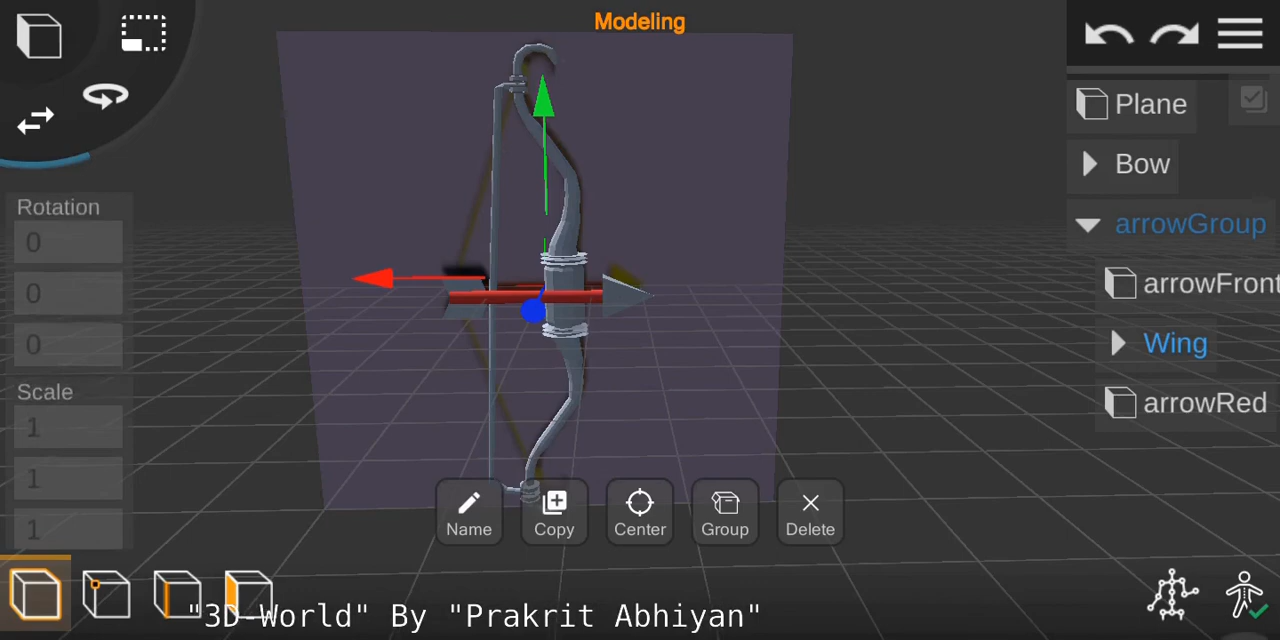 Modeling
Plane
Bow
arrowGroup
arrowFront
Wing
arrowRed
Rotation
0
0
0
Scale
1
1
1
Name
Copy
Center
Group
Delete
"3D-World" By "Prakrit Abhiyan"